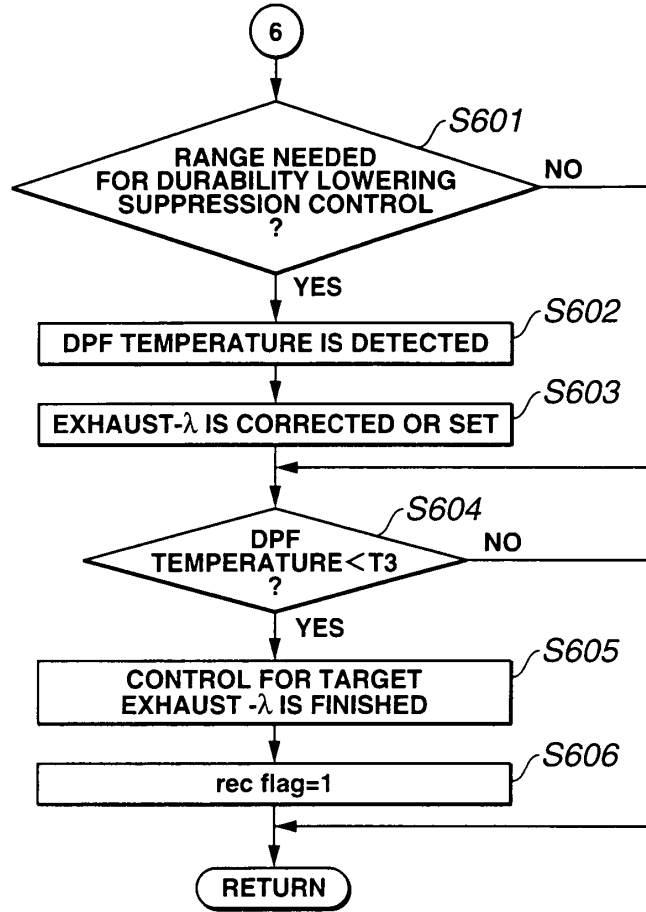 6
S601
RANGE NEEDED
FOR DURABILITY LOWERING
SUPPRESSION CONTROL
?
NO
YES
S602
DPF TEMPERATURE IS DETECTED
S603
EXHAUST-λ IS CORRECTED OR SET
S604
DPF
TEMPERATURE<T3
?
NO
YES
S605
CONTROL FOR TARGET
EXHAUST -λ IS FINISHED
S606
rec flag=1
RETURN